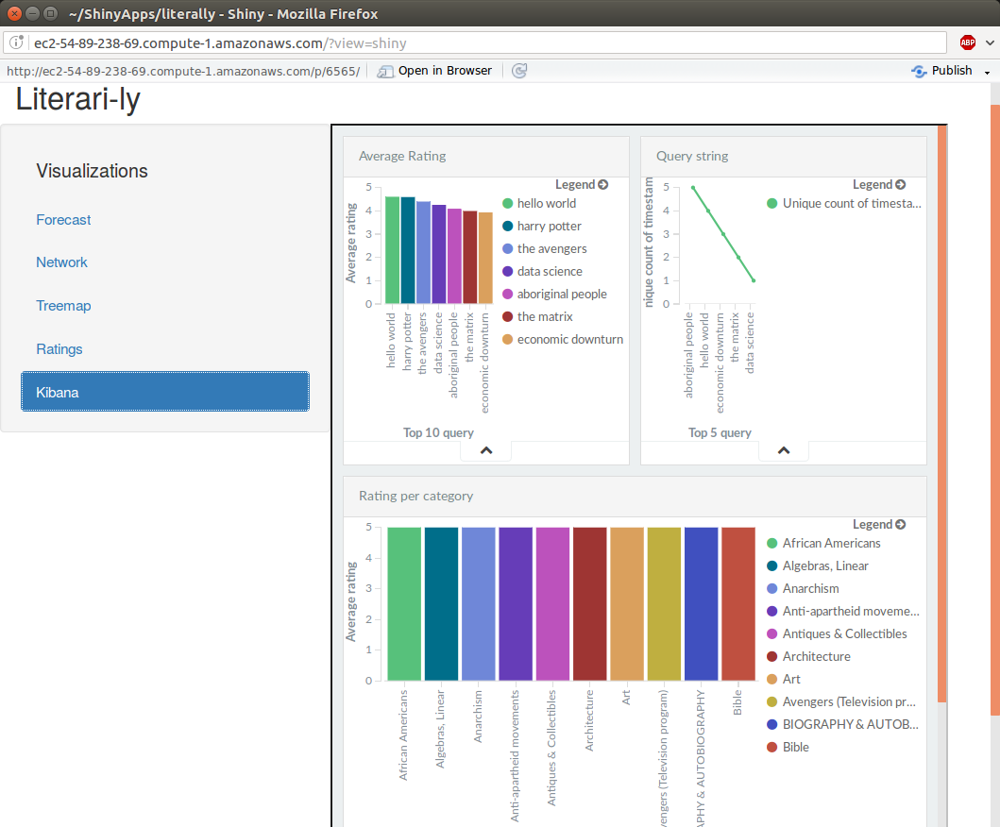 ~/ShinyApps/literally - Shiny - Mozilla Firefox
ec2-54-89-238-69.compute-1.amazonaws.com/?view=shiny
ABP
http://ec2-54-89-238-69.compute-1.amazonaws.com/p/6565/ Open in Browser Publish
Literari-ly
Visualizations
Forecast
Network
Treemap
Ratings
Kibana
Average Rating
Legend
5
4
3
2
1
0
Average rating
hello world
harry potter
the avengers
data science
aboriginal people
the matrix
economic downturn
Top 10 query
hello world
harry potter
the avengers
data science
aboriginal people
the matrix
economic downturn
Query string
Legend
5
4
3
2
1
0
nique count of timestam
aboriginal people
hello world
economic downturn
the matrix
data science
Top 5 query
Unique count of timesta...
Rating per category
Legend
5
4
3
2
1
0
Average rating
African Americans
Algebras, Linear
Anarchism
Anti-apartheid movements
Antiques & Collectibles
Architecture
Art
vengers (Television program)
APHY & AUTOBIOGRAPHY
Bible
African Americans
Algebras, Linear
Anarchism
Anti-apartheid moveme...
Antiques & Collectibles
Architecture
Art
Avengers (Television pr...
BIOGRAPHY & AUTOB...
Bible